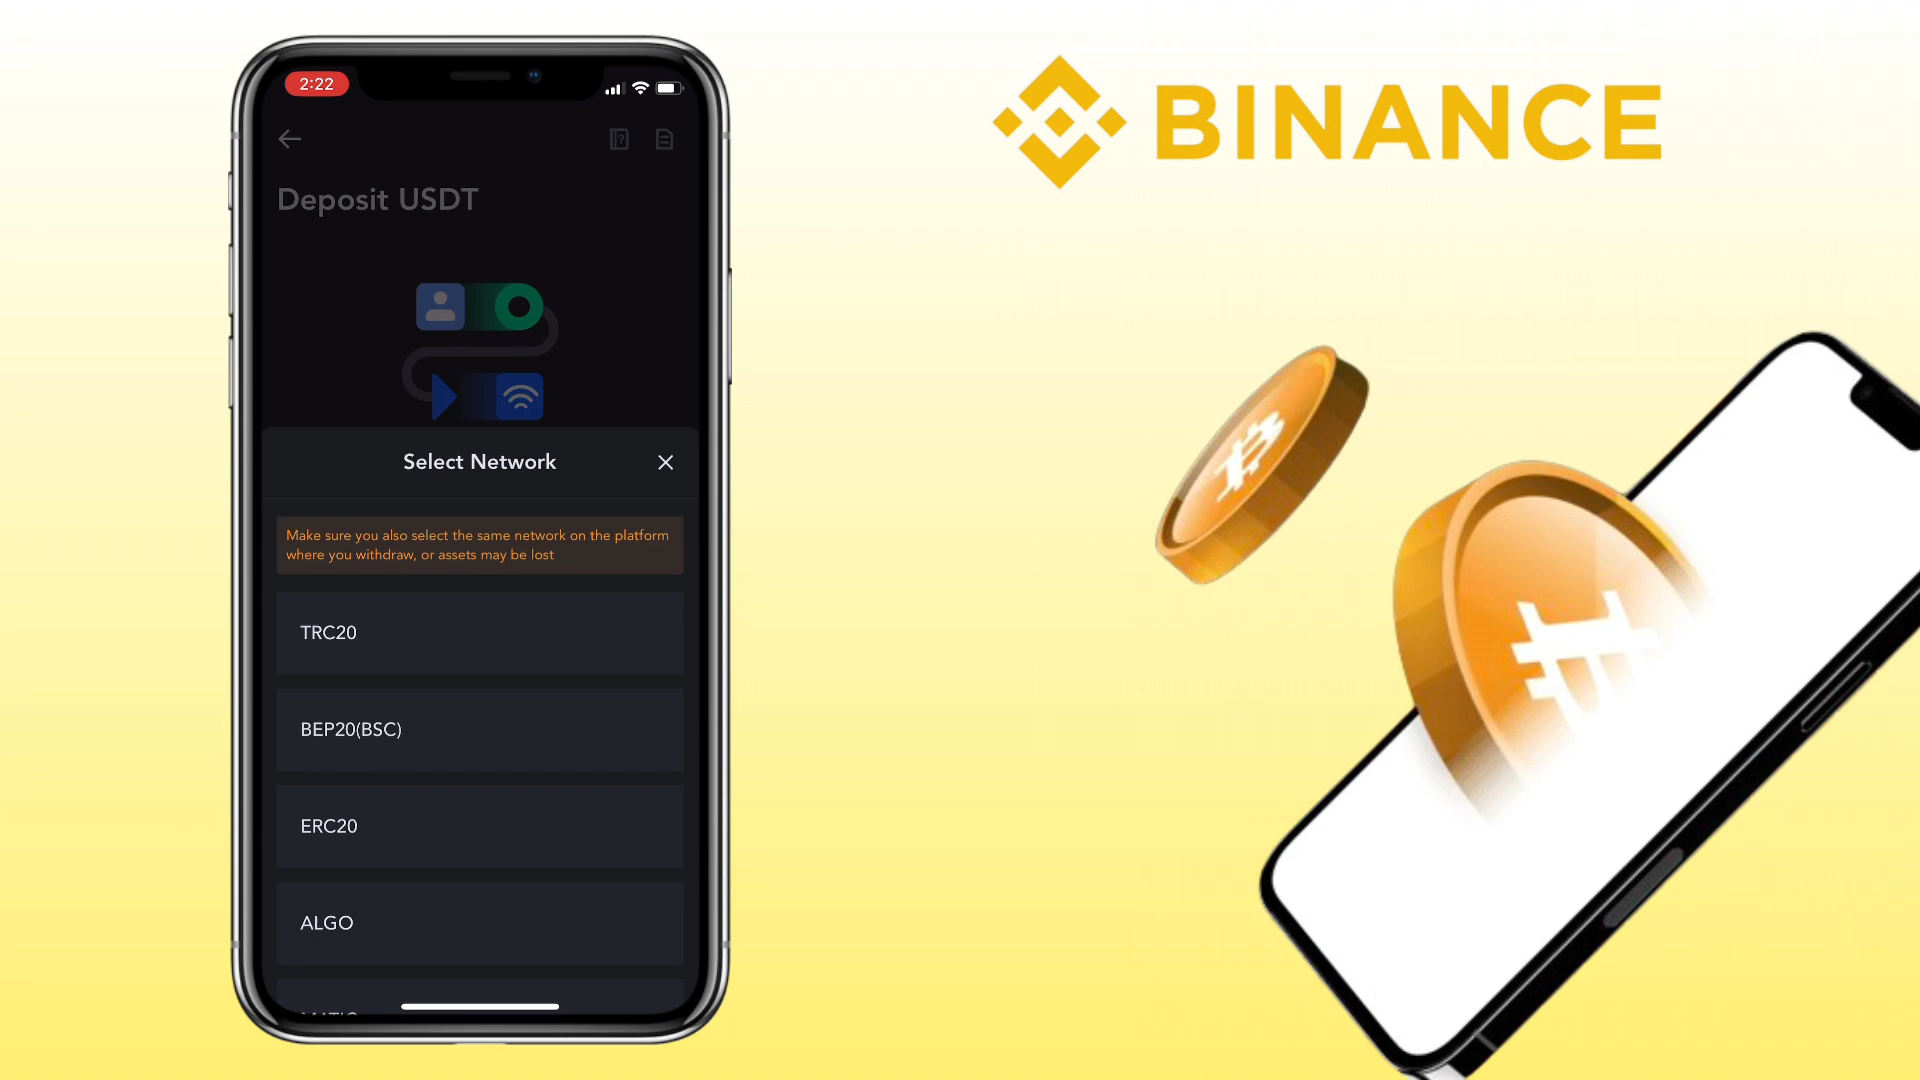 2:22
Deposit USDT
Select Network
Make sure you also select the same network on the platform
where you withdraw, or assets may be lost
TRC20
BEP20(BSC)
ERC20
ALGO
MATIC
BINANCE